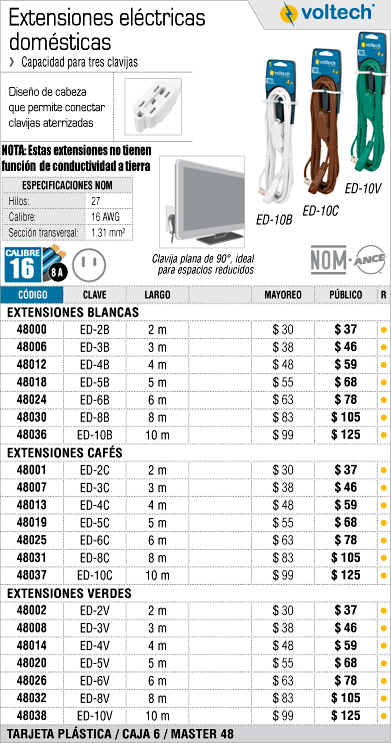 Extensiones eléctricas
domésticas
voltech®
❯ Capacidad para tres clavijas
Diseño de cabeza
que permite conectar
clavijas aterrizadas
NOTA: Estas extensiones no tienen
función de conductividad a tierra
ESPECIFICACIONES NOM
Hilos: 27
Calibre: 16 AWG
Sección transversal: 1.31 mm²
voltech
voltech
voltech
ED-10B
ED-10C
ED-10V
CALIBRE
16
8 A
Clavija plana de 90°, ideal
para espacios reducidos
NOM-ANCE
CÓDIGO CLAVE LARGO MAYOREO PÚBLICO R
EXTENSIONES BLANCAS
48000 ED-2B 2 m $ 30 $ 37
48006 ED-3B 3 m $ 38 $ 46
48012 ED-4B 4 m $ 48 $ 59
48018 ED-5B 5 m $ 55 $ 68
48024 ED-6B 6 m $ 63 $ 78
48030 ED-8B 8 m $ 83 $ 105
48036 ED-10B 10 m $ 99 $ 125
EXTENSIONES CAFÉS
48001 ED-2C 2 m $ 30 $ 37
48007 ED-3C 3 m $ 38 $ 46
48013 ED-4C 4 m $ 48 $ 59
48019 ED-5C 5 m $ 55 $ 68
48025 ED-6C 6 m $ 63 $ 78
48031 ED-8C 8 m $ 83 $ 105
48037 ED-10C 10 m $ 99 $ 125
EXTENSIONES VERDES
48002 ED-2V 2 m $ 30 $ 37
48008 ED-3V 3 m $ 38 $ 46
48014 ED-4V 4 m $ 48 $ 59
48020 ED-5V 5 m $ 55 $ 68
48026 ED-6V 6 m $ 63 $ 78
48032 ED-8V 8 m $ 83 $ 105
48038 ED-10V 10 m $ 99 $ 125
TARJETA PLÁSTICA / CAJA 6 / MASTER 48